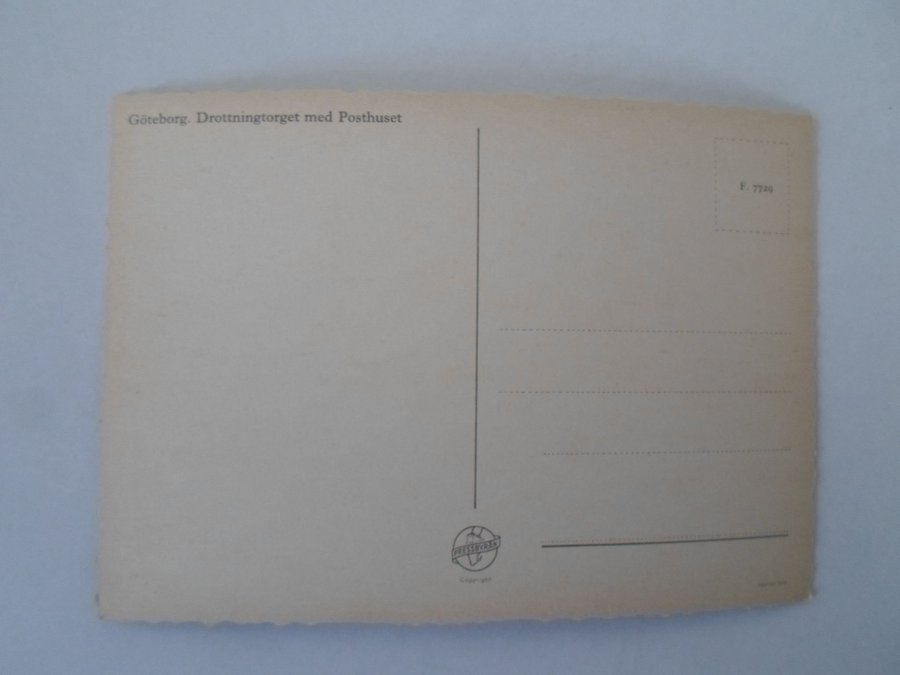 Göteborg. Drottningtorget med Posthuset
F. 7729
PRESSBYRÅN
Copyright